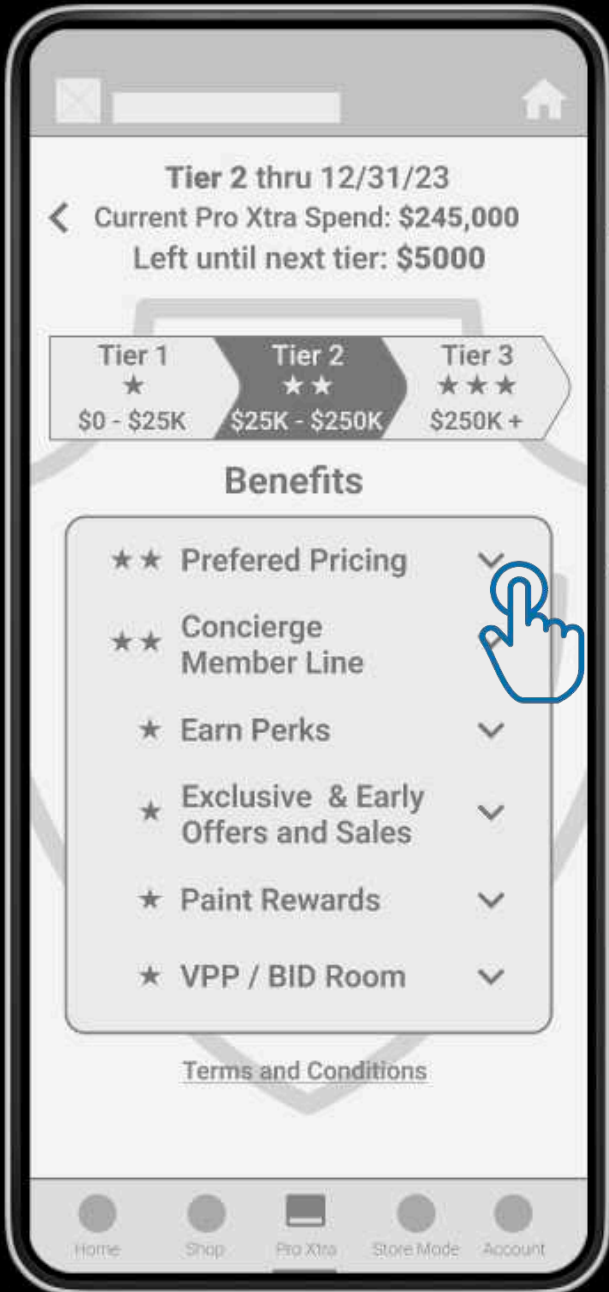 Tier 2 thru 12/31/23
Current Pro Xtra Spend: $245,000
Left until next tier: $5000
Tier 1
$0 - $25K
Tier 2
$25K - $250K
Tier 3
$250K +
Benefits
Prefered Pricing
Concierge
Member Line
Earn Perks
Exclusive & Early
Offers and Sales
Paint Rewards
VPP / BID Room
Terms and Conditions
Home
Shop
Pro Xtra
Store Mode
Account